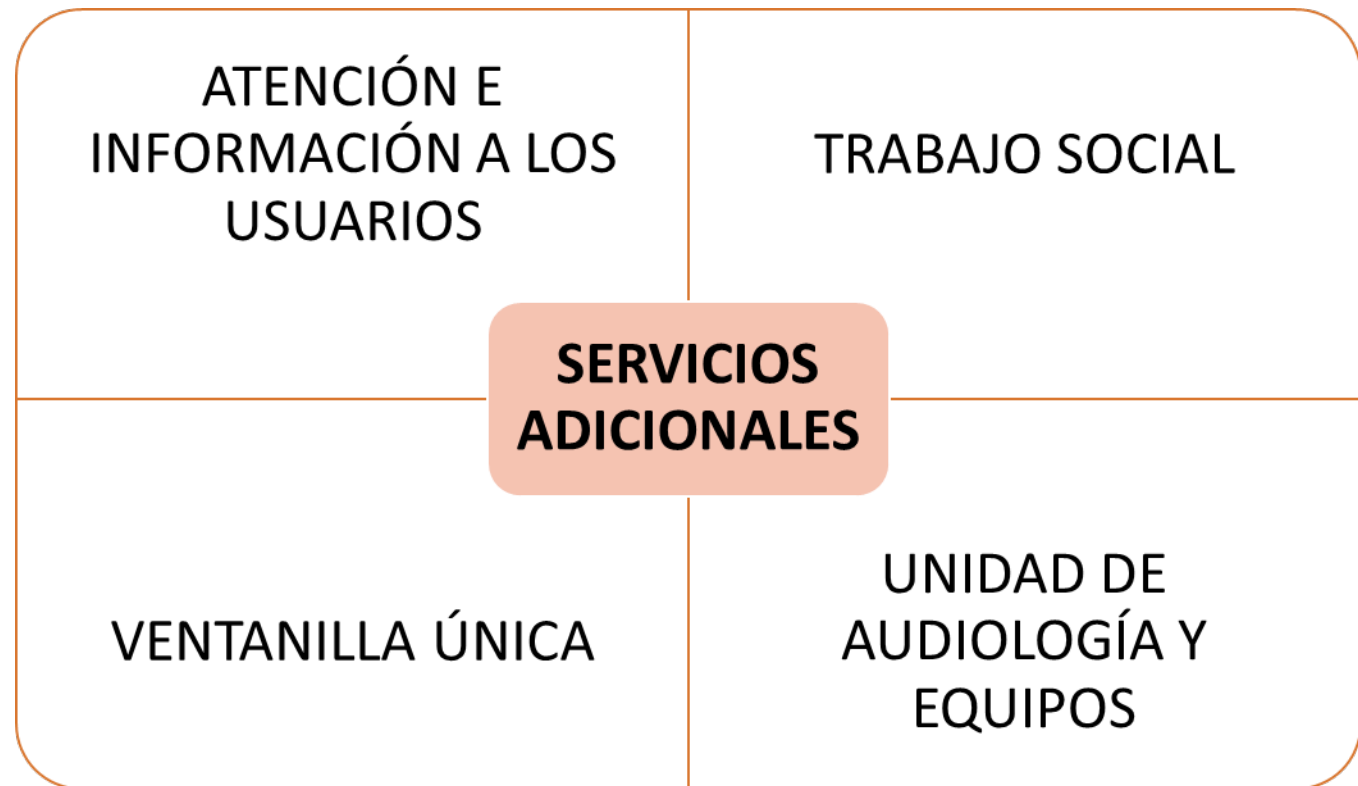 ATENCIÓN E
INFORMACIÓN A LOS
USUARIOS
TRABAJO SOCIAL
SERVICIOS
ADICIONALES
VENTANILLA ÚNICA
UNIDAD DE
AUDIOLOGÍA Y
EQUIPOS